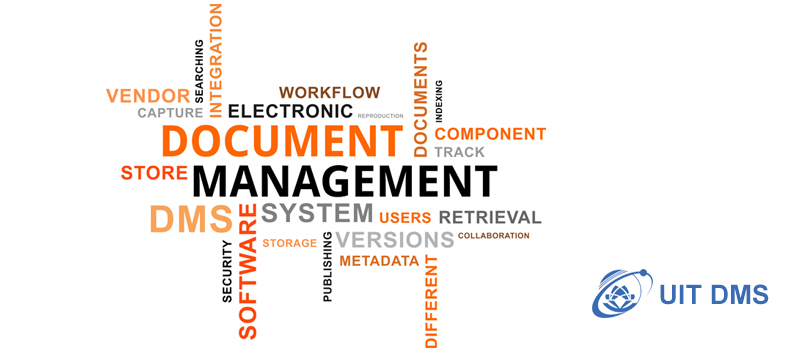 SEARCHING
INTEGRATION
VENDOR
WORKFLOW
DOCUMENTS
INDEXING
CAPTURE
ELECTRONIC
REPRODUCTION
DOCUMENT
COMPONENT
TRACK
STORE
MANAGEMENT
DMS
SOFTWARE
SYSTEM
USERS
RETRIEVAL
SECURITY
STORAGE
PUBLISHING
VERSIONS
COLLABORATION
METADATA
DIFFERENT
UIT DMS